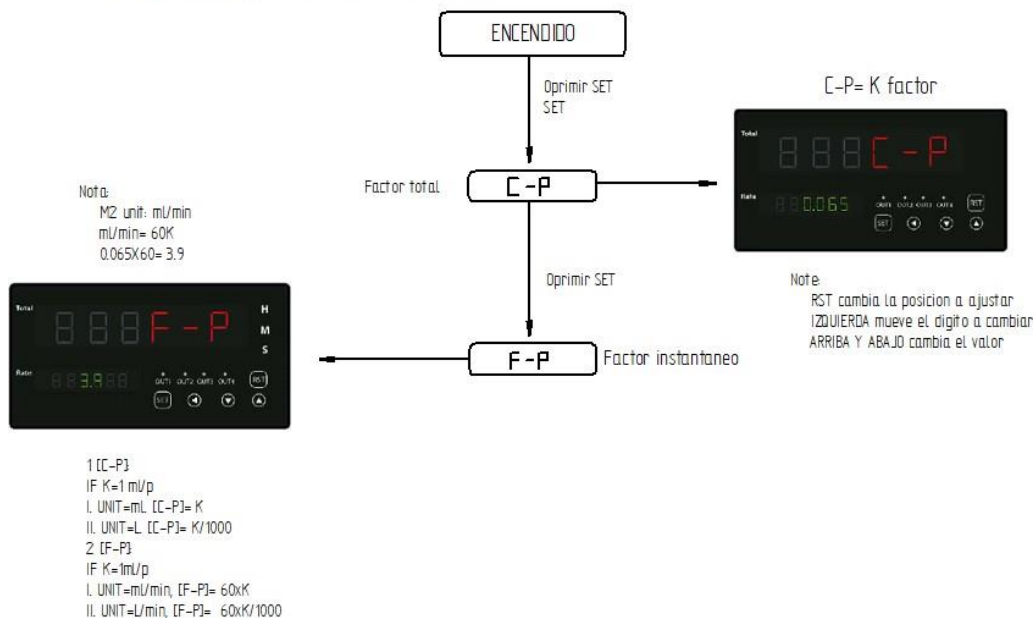 ENCENDIDO
Oprimir SET
SET
C-P= K factor
Total
888C-P
Rate
880.065
OUT1 OUT2 OUT3 OUT4
RST
SET
Factor total
C-P
Nota:
M2 unit: ml/min
ml/min= 60K
0.065X60= 3.9
Oprimir SET
Note:
RST cambia la posicion a ajustar
IZQUIERDA mueve el digito a cambiar
ARRIBA Y ABAJO cambia el valor
Total
888F-P
H
M
S
Rate
883.988
OUT1 OUT2 OUT3 OUT4
RST
SET
F-P
Factor instantaneo
1 [C-P]
IF K=1 ml/p
I. UNIT=mL [C-P]= K
II. UNIT=L [C-P]= K/1000
2 [F-P]
IF K=1ml/p
I. UNIT=ml/min, [F-P]= 60xK
II. UNIT=L/min, [F-P]= 60xK/1000